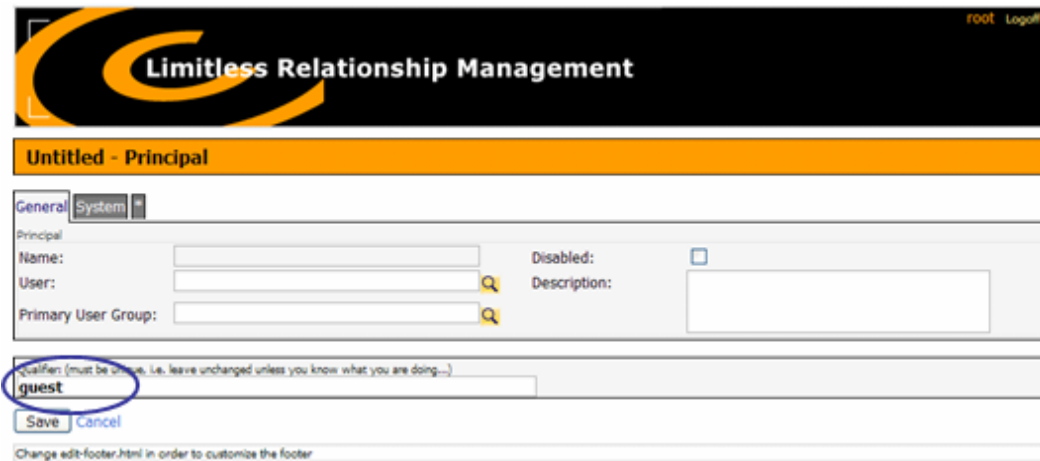 root Logoff
Limitless Relationship Management
Untitled - Principal
General System *
Principal
Name: Disabled:
User: Description:
Primary User Group:
Qualifier: (must be unique, i.e. leave unchanged unless you know what you are doing...)
guest
Save Cancel
Change edit-footer.html in order to customize the footer